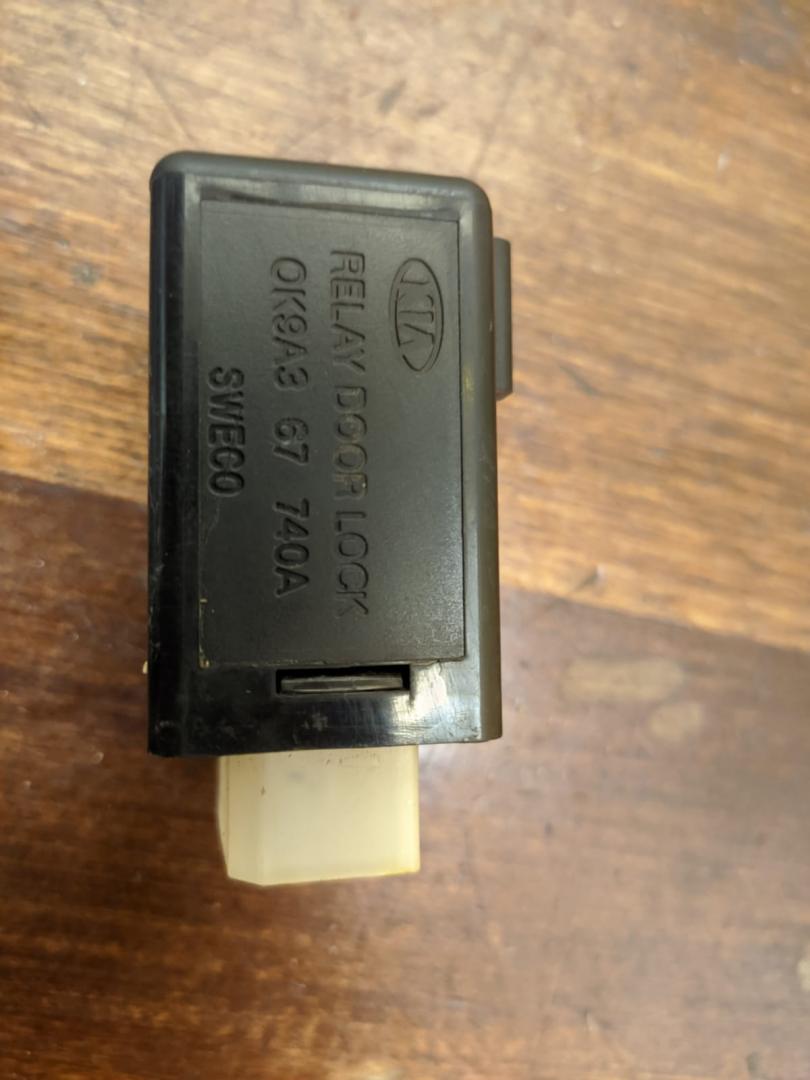 KIA
RELAY DOOR LOCK
0K9A3 67 740A
SWECO